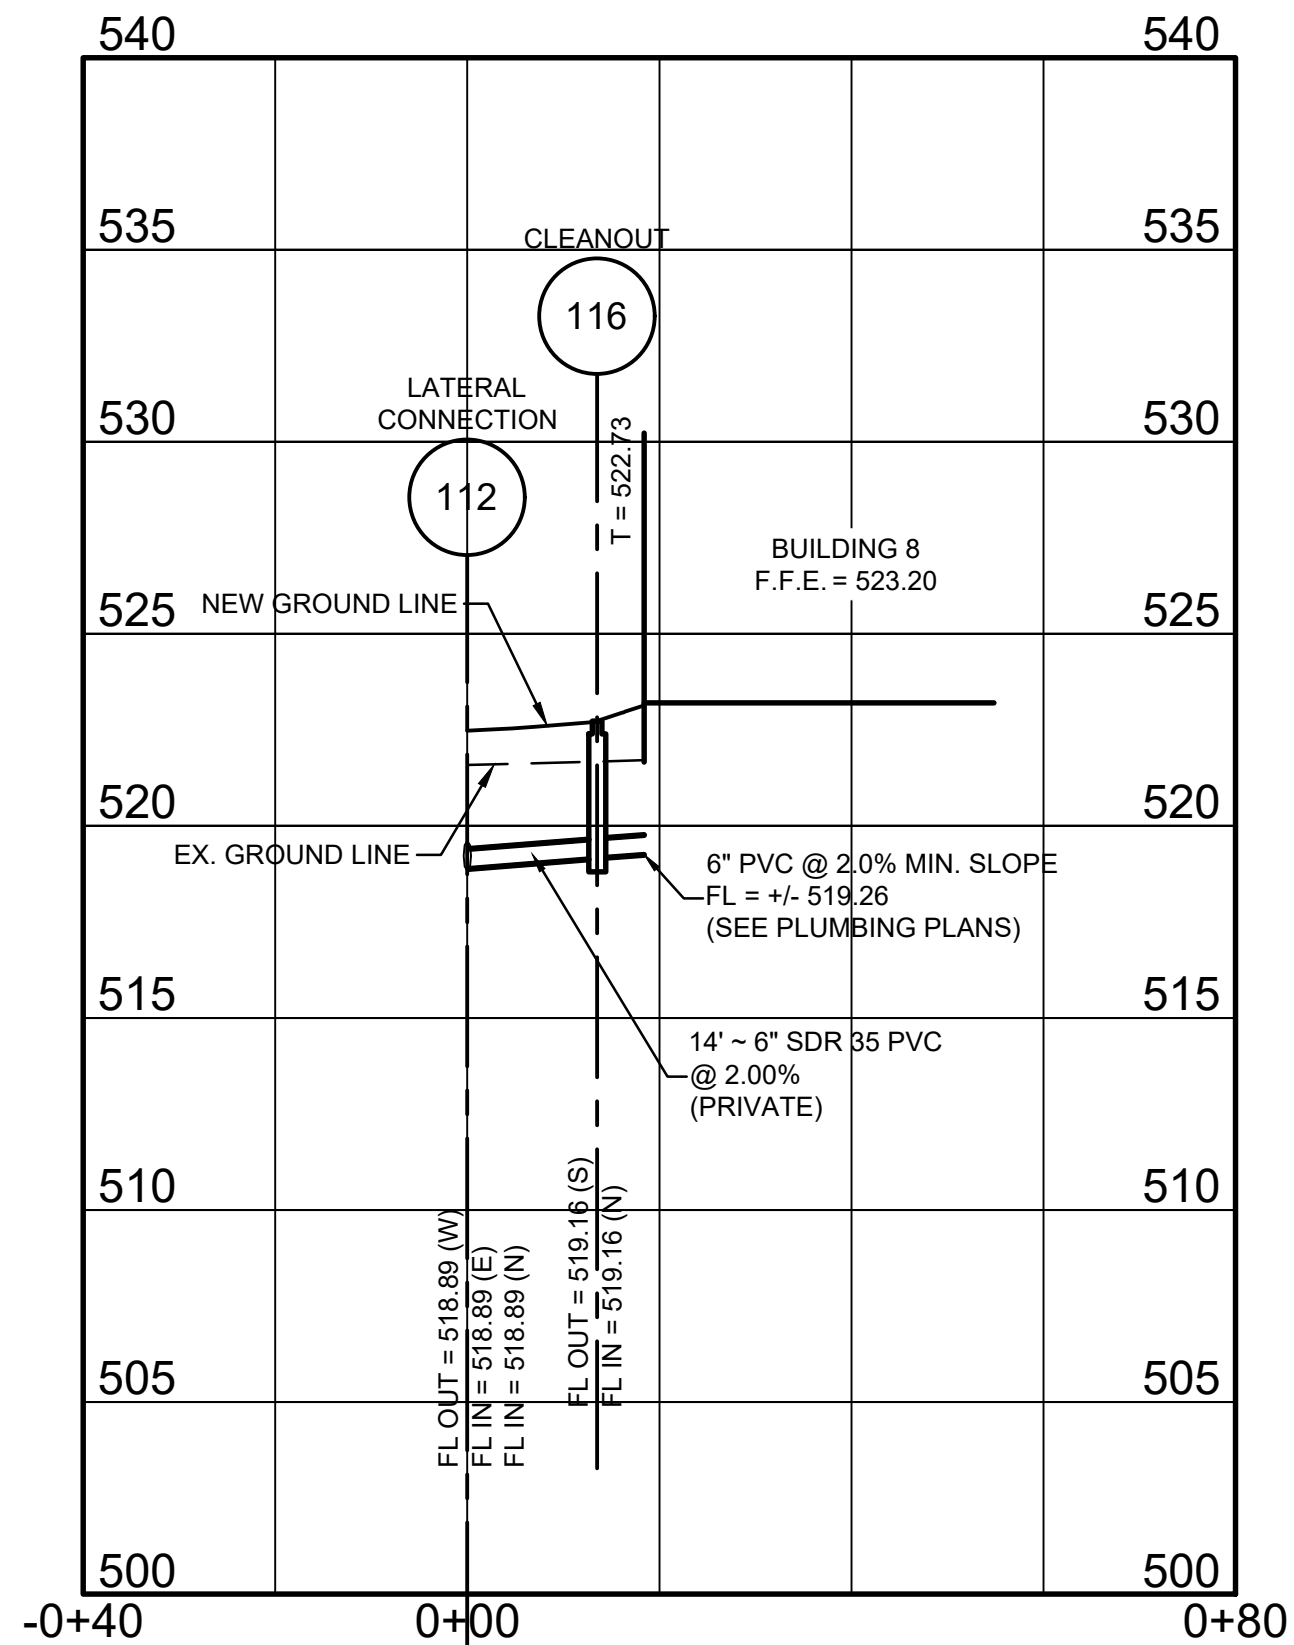 540
540
535
535
CLEANOUT
116
LATERAL
CONNECTION
530
530
T = 522.73
112
BUILDING 8
F.F.E. = 523.20
NEW GROUND LINE
525
525
520
520
EX. GROUND LINE
6" PVC @ 2.0% MIN. SLOPE
FL = +/- 519.26
(SEE PLUMBING PLANS)
515
515
14' ~ 6" SDR 35 PVC
@ 2.00%
(PRIVATE)
510
510
FL OUT = 518.89 (W)
FL IN = 518.89 (E)
FL IN = 518.89 (N)
FL OUT = 519.16 (S)
FL IN = 519.16 (N)
505
505
500
500
-0+40
0+00
0+80